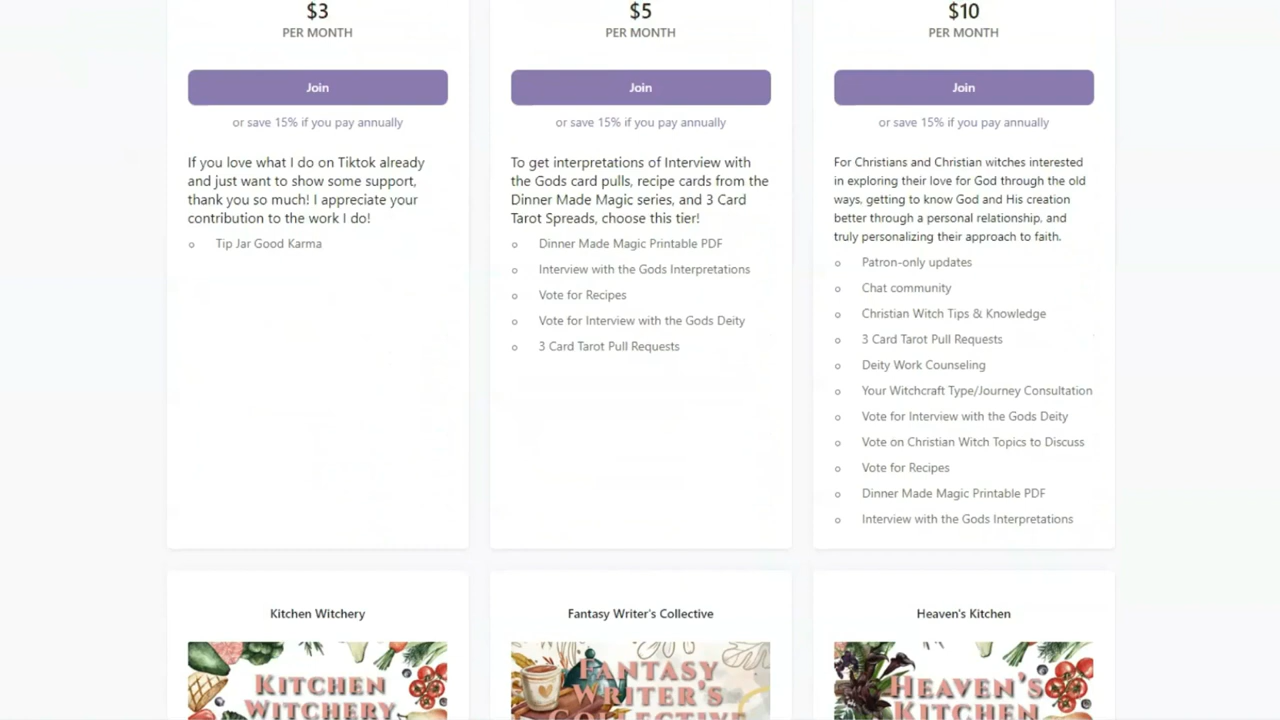 $3
PER MONTH
Join
or save 15% if you pay annually
If you love what I do on Tiktok already
and just want to show some support,
thank you so much! I appreciate your
contribution to the work I do!
Tip Jar Good Karma
$5
PER MONTH
Join
or save 15% if you pay annually
To get interpretations of Interview with
the Gods card pulls, recipe cards from the
Dinner Made Magic series, and 3 Card
Tarot Spreads, choose this tier!
Dinner Made Magic Printable PDF
Interview with the Gods Interpretations
Vote for Recipes
Vote for Interview with the Gods Deity
3 Card Tarot Pull Requests
$10
PER MONTH
Join
or save 15% if you pay annually
For Christians and Christian witches interested
in exploring their love for God through the old
ways, getting to know God and His creation
better through a personal relationship, and
truly personalizing their approach to faith.
Patron-only updates
Chat community
Christian Witch Tips & Knowledge
3 Card Tarot Pull Requests
Deity Work Counseling
Your Witchcraft Type/Journey Consultation
Vote for Interview with the Gods Deity
Vote on Christian Witch Topics to Discuss
Vote for Recipes
Dinner Made Magic Printable PDF
Interview with the Gods Interpretations
Kitchen Witchery
KITCHEN
WITCHERY
Fantasy Writer's Collective
FANTASY
WRITER'S
COLLECTIVE
Heaven's Kitchen
HEAVEN'S
KITCHEN